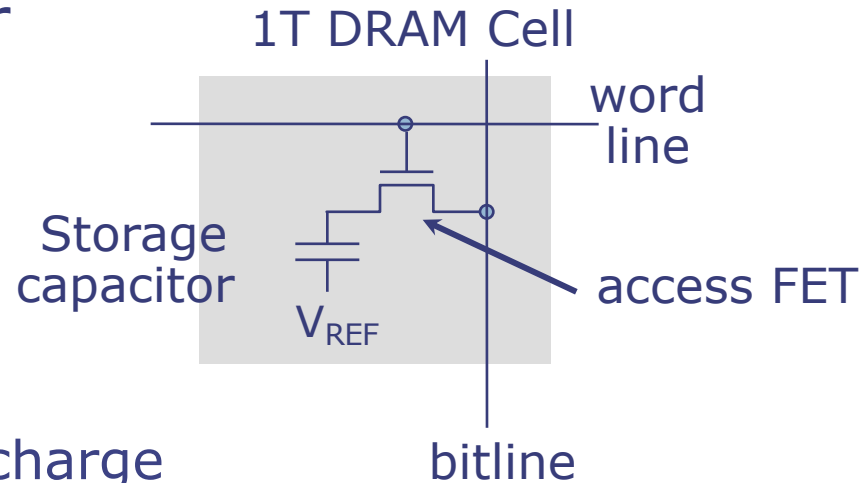 r
1T DRAM Cell
word
line
Storage
capacitor
access FET
VREF
charge
bitline